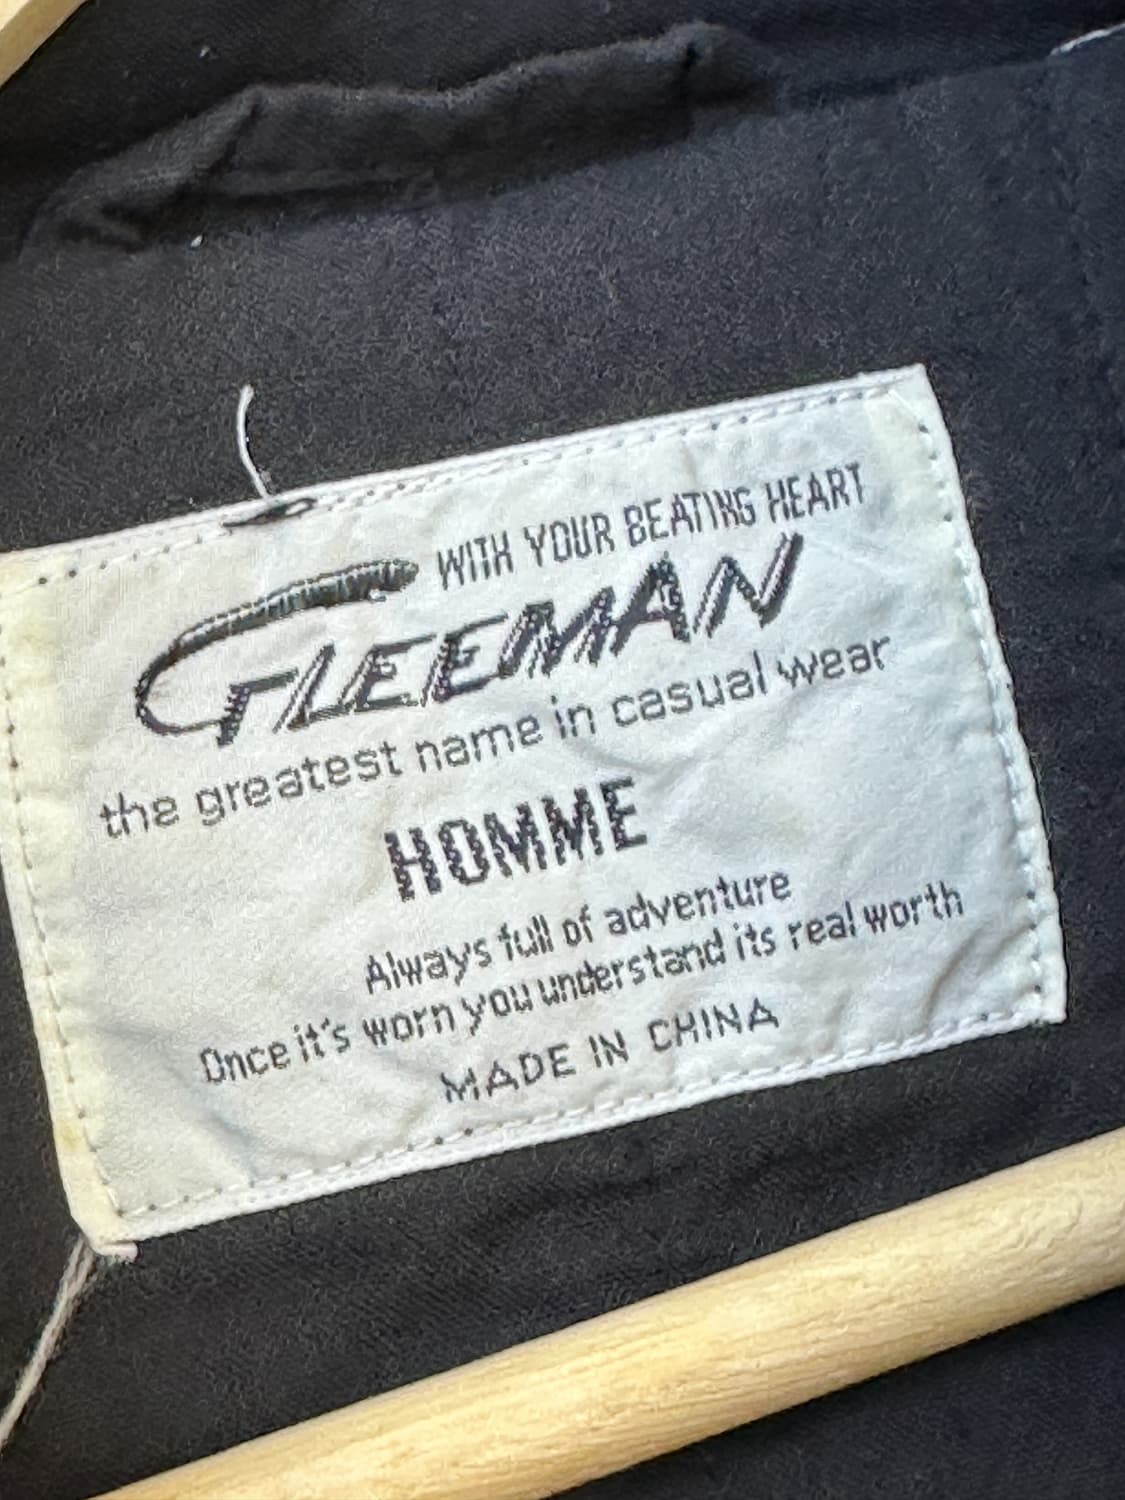 WITH YOUR BEATING HEART
GLEEMAN
the greatest name in casual wear
HOMME
Always full of adventure
Once it's worn you understand its real worth
MADE IN CHINA